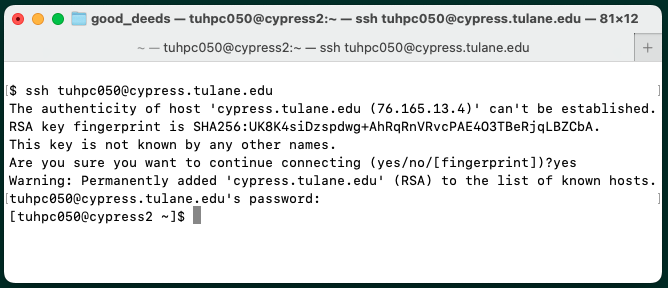 good_deeds — tuhpc050@cypress2:~ — ssh tuhpc050@cypress.tulane.edu — 81×12
~ — tuhpc050@cypress2:~ — ssh tuhpc050@cypress.tulane.edu +
[$ ssh tuhpc050@cypress.tulane.edu ]
The authenticity of host 'cypress.tulane.edu (76.165.13.4)' can't be established.
RSA key fingerprint is SHA256:UK8K4siDzspdwg+AhRqRnVRvcPAE4O3TBeRjqLBZCbA.
This key is not known by any other names.
Are you sure you want to continue connecting (yes/no/[fingerprint])?yes
Warning: Permanently added 'cypress.tulane.edu' (RSA) to the list of known hosts.
[tuhpc050@cypress.tulane.edu's password: ]
[tuhpc050@cypress2 ~]$